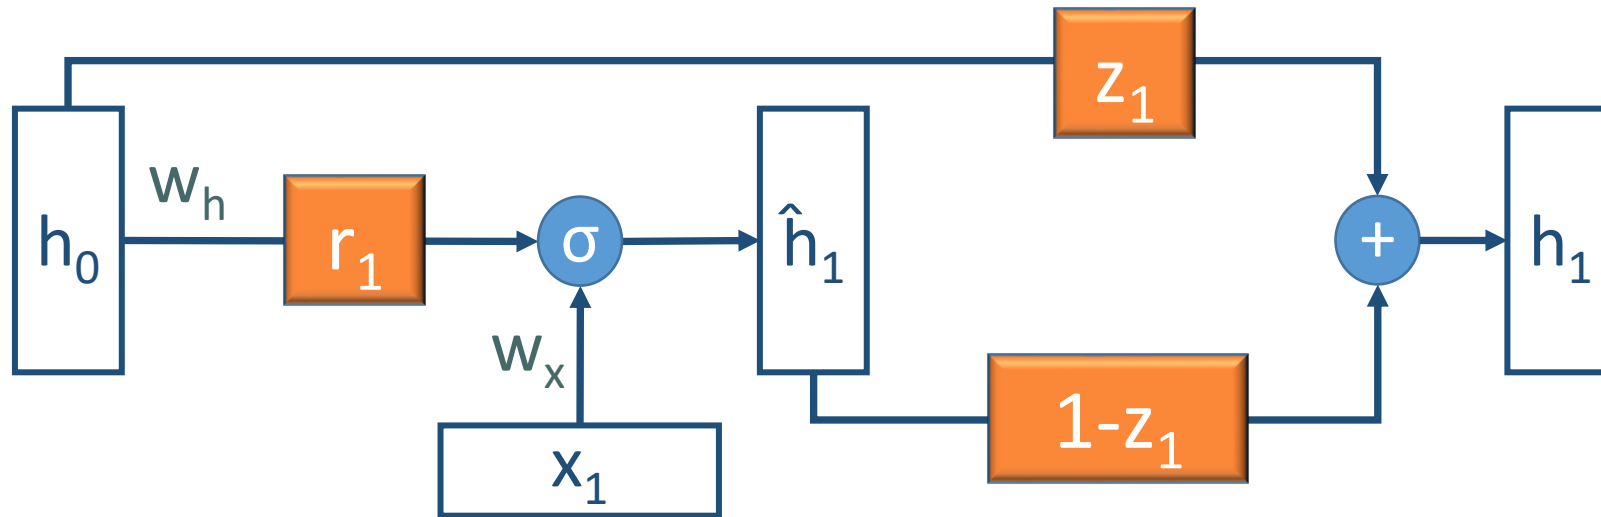 z₁
wₕ
h₀
r₁
σ
ĥ₁
+
h₁
wₓ
1-z₁
x₁